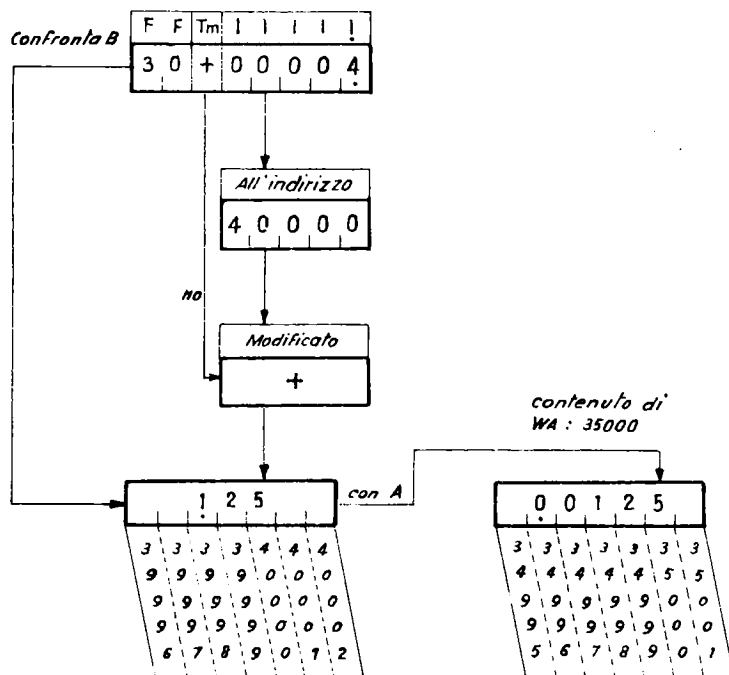 Confronta B
F F Tm I I I I I
3 0 + 0 0 0 0 4
All'indirizzo
4 0 0 0 0
no
Modificato
+
contenuto di
WA : 35000
1 2 5
con A
0 0 1 2 5
3 3 3 3 4 4 4
9 9 9 9 0 0 0
9 9 9 9 0 0 0
9 9 9 9 0 0 0
6 7 8 9 0 1 2
3 3 3 3 3 3 3
4 4 4 4 4 5 5
9 9 9 9 9 0 0
9 9 9 9 9 0 0
5 6 7 8 9 0 1